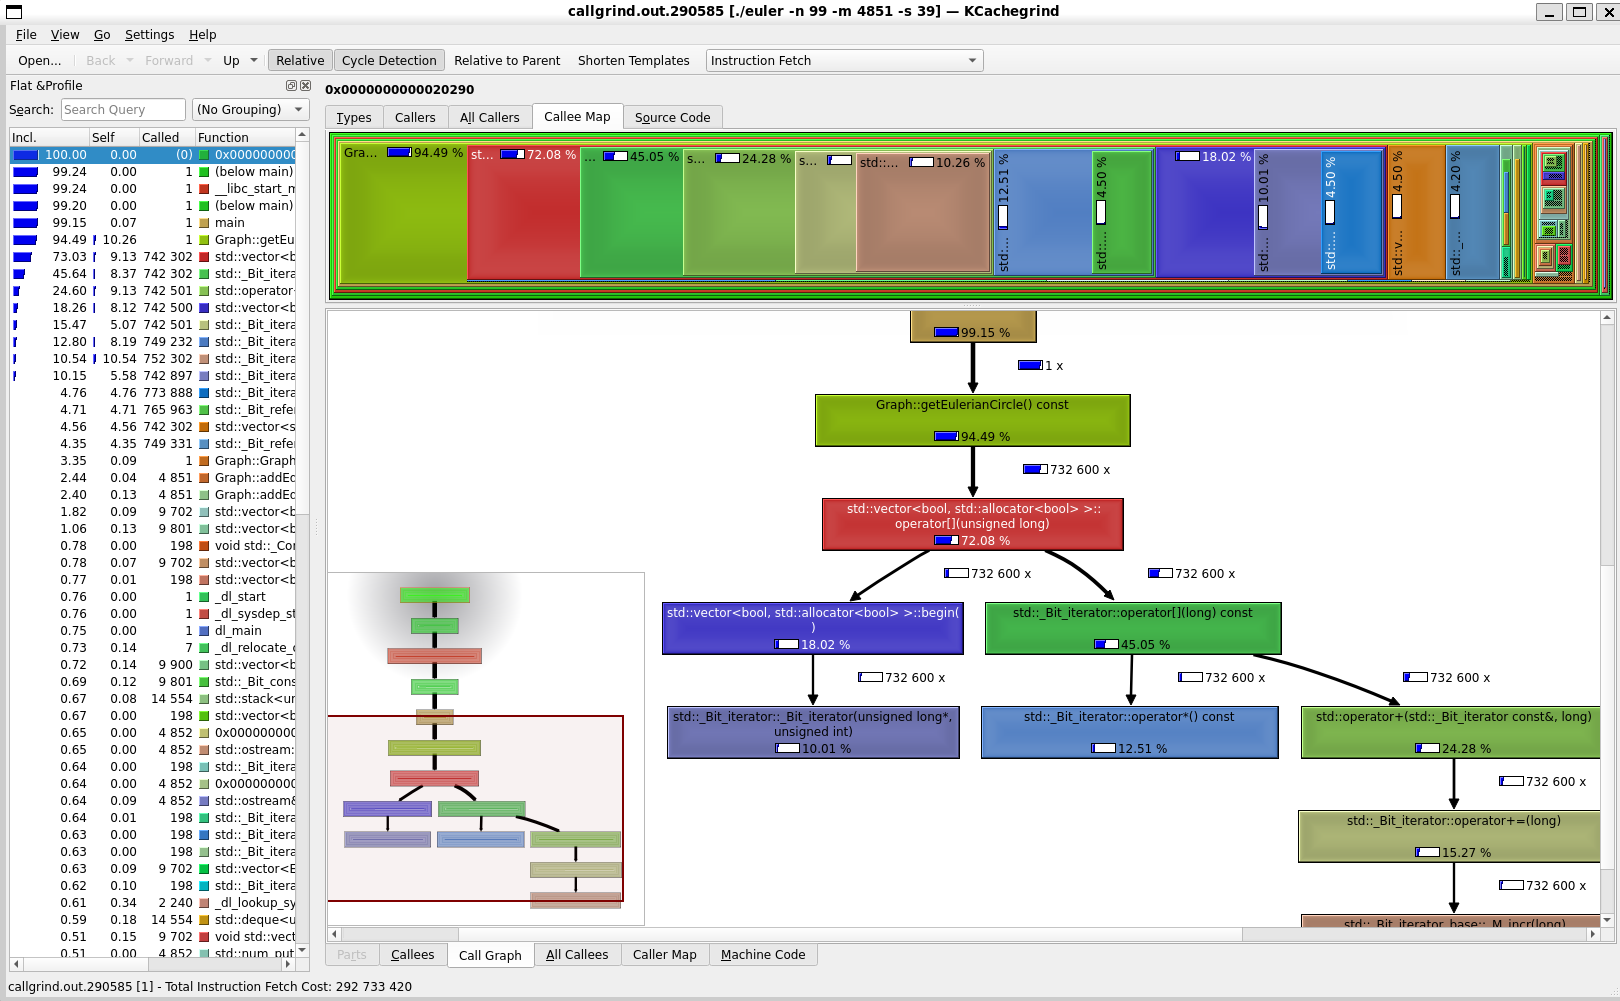 callgrind.out.290585 [./euler -n 99 -m 4851 -s 39] — KCachegrind
File View Go Settings Help
Open... Back Forward Up Relative Cycle Detection Relative to Parent Shorten Templates Instruction Fetch
Flat &Profile
Search: Search Query (No Grouping)
Incl. Self Called Function
100.00 0.00 (0) 0x000000000
99.24 0.00 1 (below main)
99.24 0.00 1 __libc_start_m
99.20 0.00 1 (below main)
99.15 0.07 1 main
94.49 10.26 1 Graph::getEu
73.03 9.13 742 302 std::vector<b
45.64 8.37 742 302 std::_Bit_itera
24.60 9.13 742 501 std::operator
18.26 8.12 742 500 std::vector<b
15.47 5.07 742 501 std::_Bit_itera
12.80 8.19 749 232 std::_Bit_itera
10.54 10.54 752 302 std::_Bit_itera
10.15 5.58 742 897 std::_Bit_itera
4.76 4.76 773 888 std::_Bit_itera
4.71 4.71 765 963 std::_Bit_refer
4.56 4.56 742 302 std::vector<s
4.35 4.35 749 331 std::_Bit_refer
3.35 0.09 1 Graph::Graph
2.44 0.04 4 851 Graph::addEd
2.40 0.13 4 851 Graph::addEd
1.82 0.09 9 702 std::vector<b
1.06 0.13 9 801 std::vector<b
0.78 0.00 198 void std::_Cor
0.78 0.07 9 702 std::vector<b
0.77 0.01 198 std::vector<b
0.76 0.00 1 _dl_start
0.76 0.00 1 _dl_sysdep_st
0.75 0.00 1 dl_main
0.73 0.14 7 _dl_relocate_o
0.72 0.14 9 900 std::vector<b
0.69 0.12 9 801 std::_Bit_cons
0.67 0.08 14 554 std::stack<un
0.67 0.00 198 std::vector<b
0.65 0.00 4 852 0x000000000
0.65 0.00 4 852 std::ostream:
0.64 0.00 198 std::_Bit_itera
0.64 0.00 4 852 0x000000000
0.64 0.09 4 852 std::ostream&
0.64 0.01 198 std::_Bit_itera
0.63 0.00 198 std::_Bit_itera
0.63 0.00 198 std::_Bit_itera
0.63 0.09 9 702 std::vector<E
0.62 0.10 198 std::_Bit_itera
0.61 0.34 2 240 _dl_lookup_sy
0.59 0.18 14 554 std::deque<u
0.51 0.15 9 702 void std::vect
0.51 0.00 4 852 std::num_put
0x0000000000020290
Types Callers All Callers Callee Map Source Code
Gra... 94.49 % st... 72.08 % ... 45.05 % s... 24.28 % s... std::... 10.26 % std::... 12.51 % std::... 4.50 % 18.02 % std::... 10.01 % std::... 4.50 % std::v... 4.50 % std::_... 4.20 %
99.15 %
1 x
Graph::getEulerianCircle() const
94.49 %
732 600 x
std::vector<bool, std::allocator<bool> >::
operator[](unsigned long)
72.08 %
732 600 x 732 600 x
std::vector<bool, std::allocator<bool> >::begin(
)
18.02 %
std::_Bit_iterator::operator[](long) const
45.05 %
732 600 x 732 600 x 732 600 x
std::_Bit_iterator::_Bit_iterator(unsigned long*,
unsigned int)
10.01 %
std::_Bit_iterator::operator*() const
12.51 %
std::operator+(std::_Bit_iterator const&, long)
24.28 %
732 600 x
std::_Bit_iterator::operator+=(long)
15.27 %
732 600 x
std::_Bit_iterator_base::_M_incr(long)
Parts Callees Call Graph All Callees Caller Map Machine Code
callgrind.out.290585 [1] - Total Instruction Fetch Cost: 292 733 420